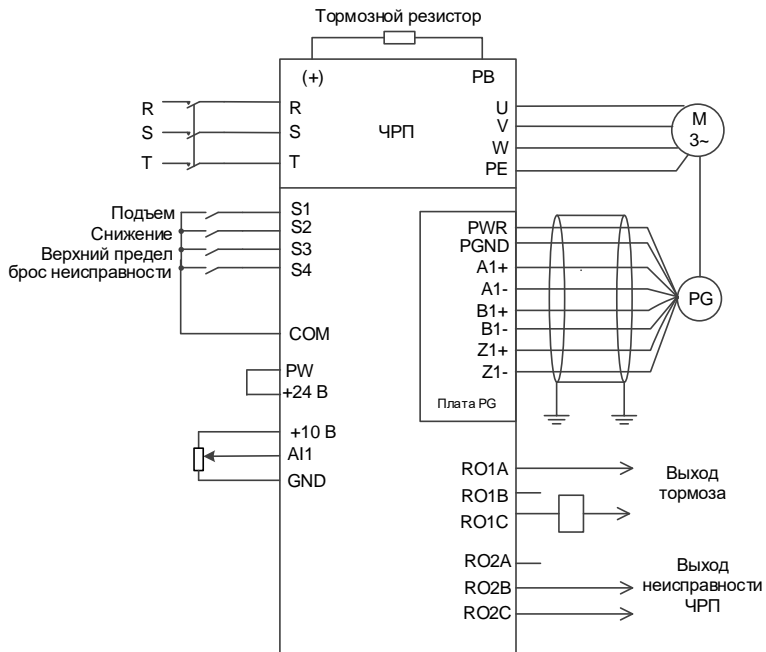 Тормозной резистор
(+)
PB
R
S
T
R
S
T
ЧРП
U
V
W
PE
M
3~
Подъем
Снижение
Верхний предел
брос неисправности
S1
S2
S3
S4
COM
PW
+24 В
+10 В
AI1
GND
PWR
PGND
A1+
A1-
B1+
B1-
Z1+
Z1-
Плата PG
PG
RO1A
RO1B
RO1C
Выход
тормоза
RO2A
RO2B
RO2C
Выход
неисправности
ЧРП